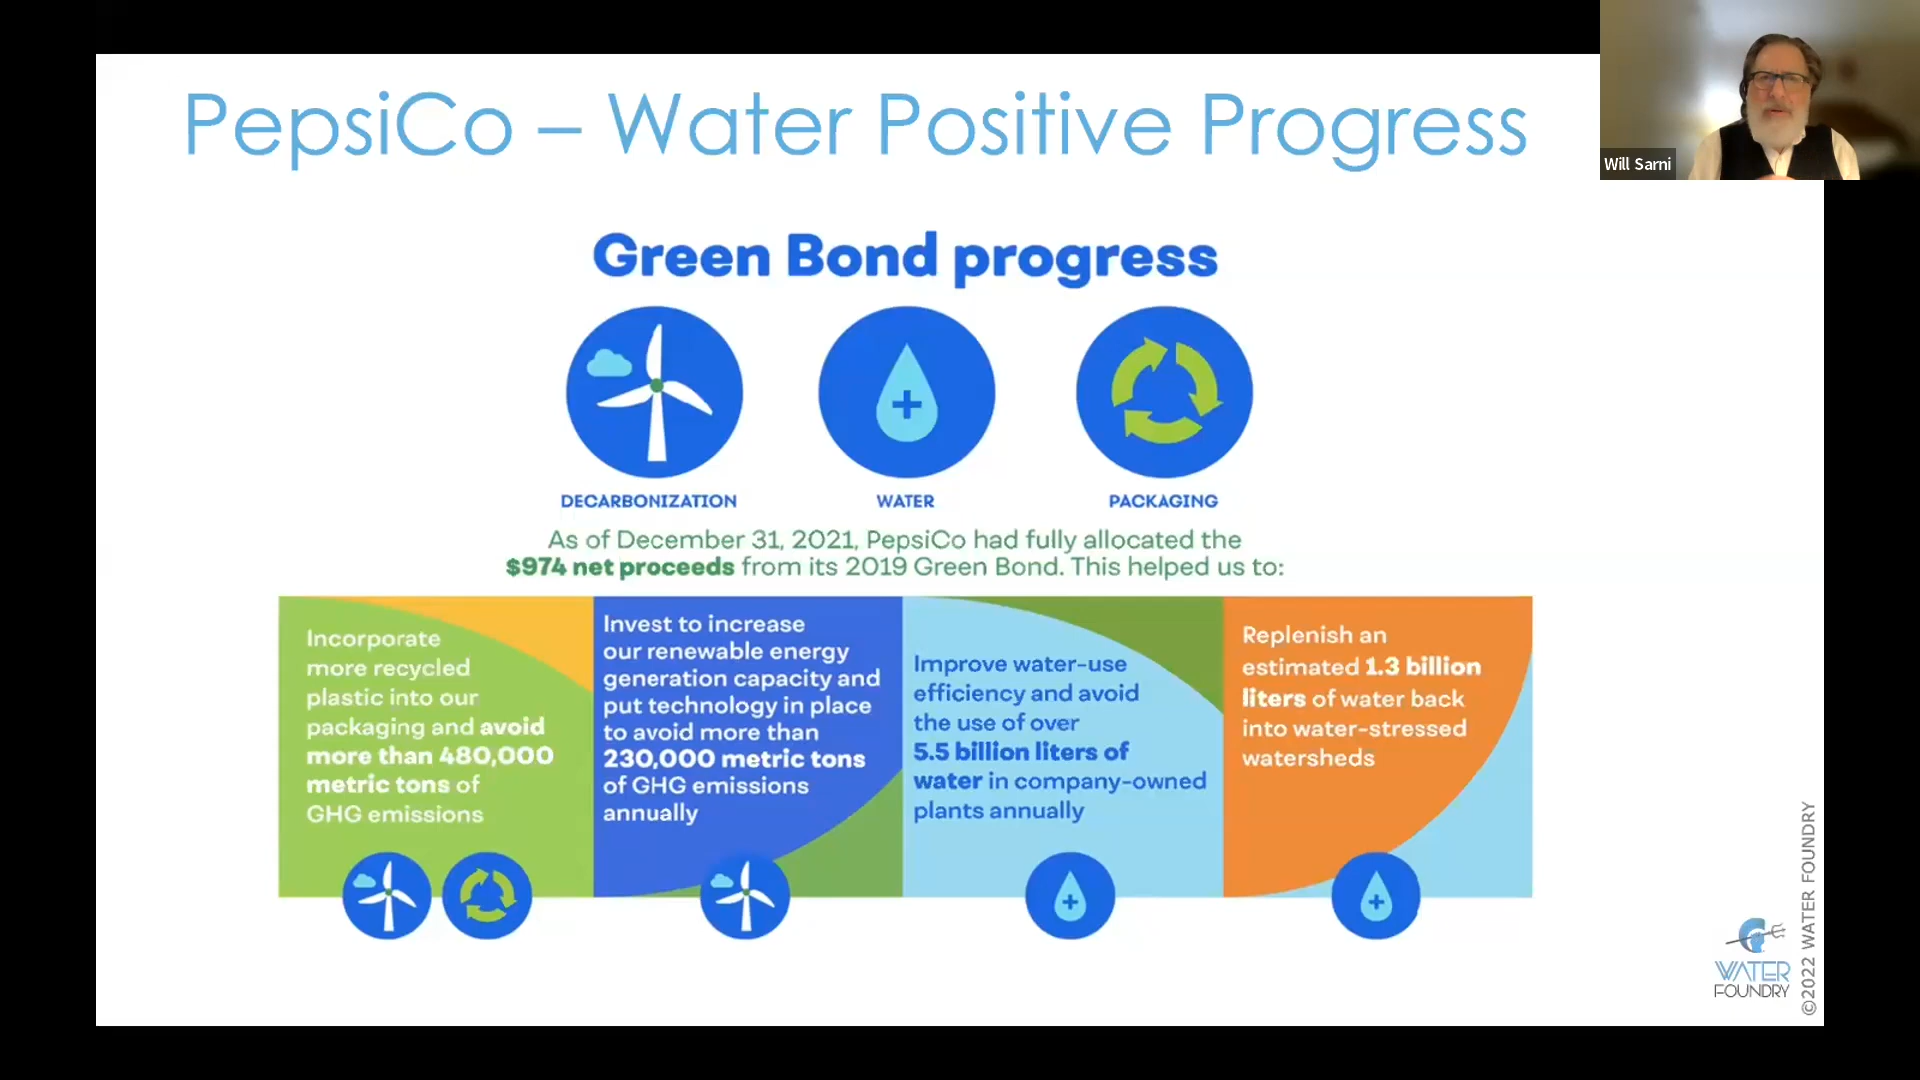 PepsiCo – Water Positive Progress
Will Sarni
Green Bond progress
DECARBONIZATION
WATER
PACKAGING
As of December 31, 2021, PepsiCo had fully allocated the
$974 net proceeds from its 2019 Green Bond. This helped us to:
Incorporate
more recycled
plastic into our
packaging and avoid
more than 480,000
metric tons of
GHG emissions
Invest to increase
our renewable energy
generation capacity and
put technology in place
to avoid more than
230,000 metric tons
of GHG emissions
annually
Improve water-use
efficiency and avoid
the use of over
5.5 billion liters of
water in company-owned
plants annually
Replenish an
estimated 1.3 billion
liters of water back
into water-stressed
watersheds
WATER
FOUNDRY
©2022 WATER FOUNDRY